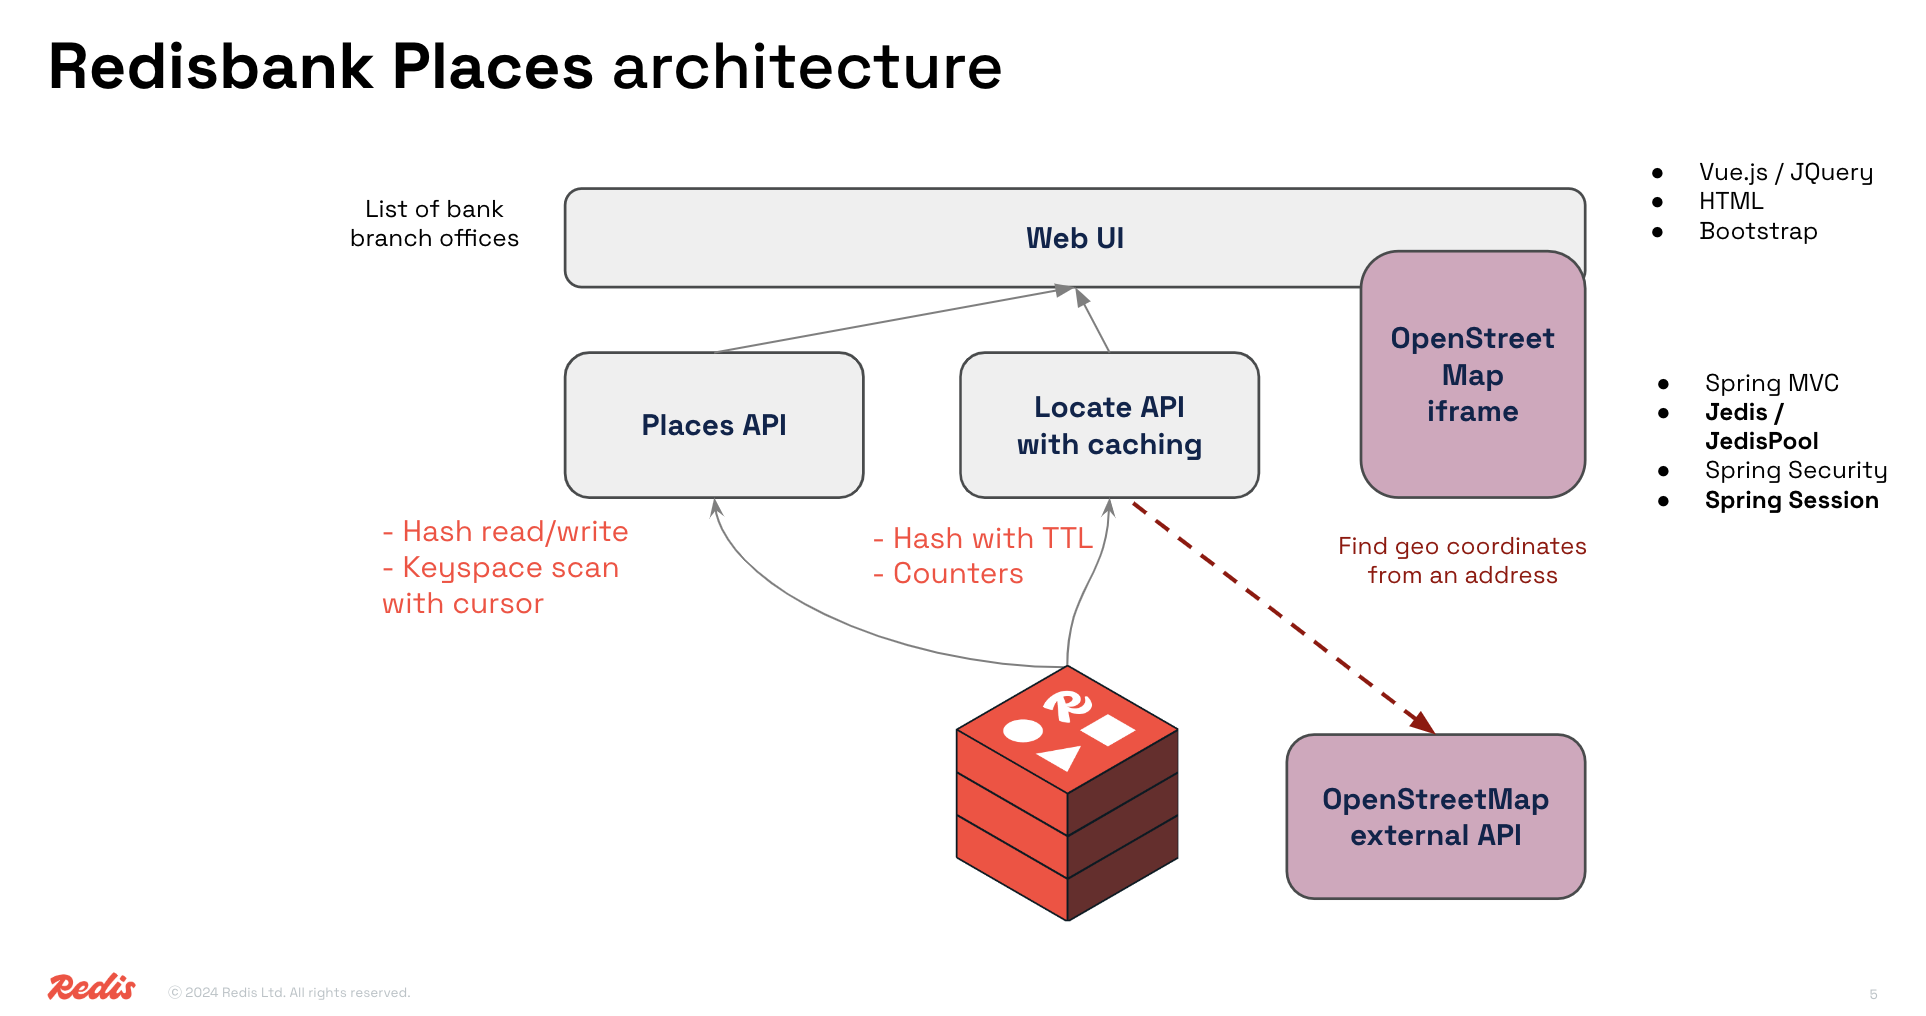 Redisbank Places architecture
List of bank
branch offices
Web UI
● Vue.js / JQuery
● HTML
● Bootstrap
Places API
Locate API
with caching
OpenStreet
Map
iframe
● Spring MVC
● Jedis /
JedisPool
● Spring Security
● Spring Session
- Hash read/write
- Keyspace scan
with cursor
- Hash with TTL
- Counters
Find geo coordinates
from an address
OpenStreetMap
external API
Redis
© 2024 Redis Ltd. All rights reserved.
5